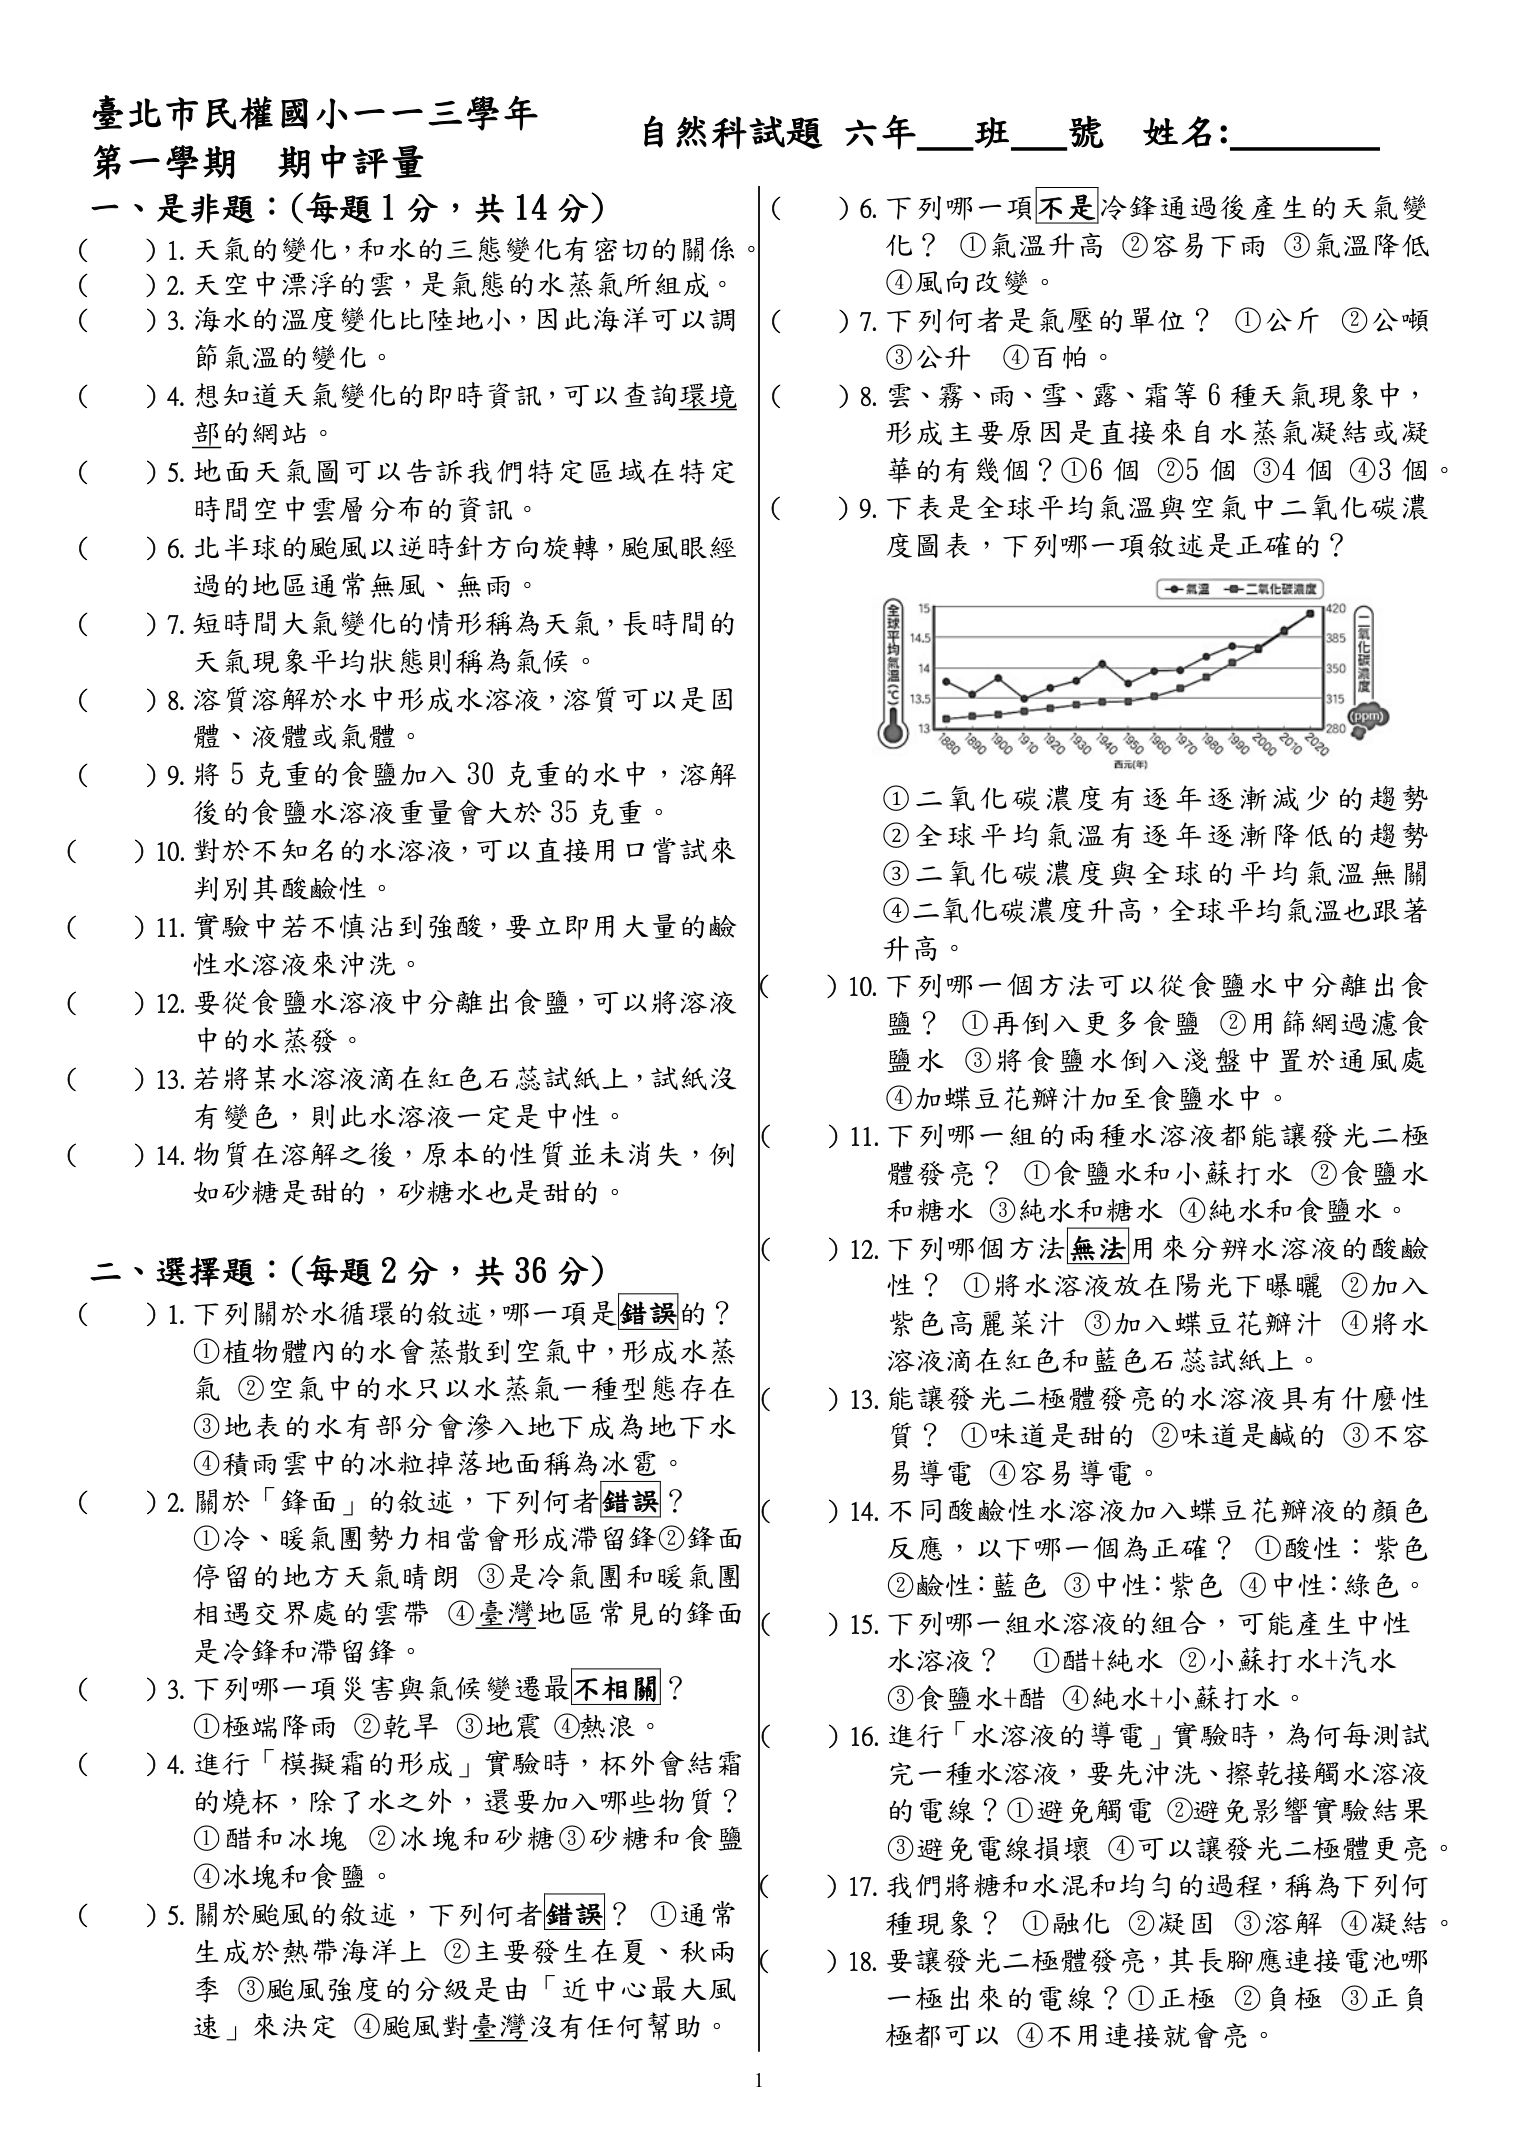 臺北市民權國小一一三學年
第一學期　期中評量
自然科試題 六年___班___號　姓名:________
一、是非題：(每題 1 分，共 14 分)
(　　) 1. 天氣的變化，和水的三態變化有密切的關係。
(　　) 2. 天空中漂浮的雲，是氣態的水蒸氣所組成。
(　　) 3. 海水的溫度變化比陸地小，因此海洋可以調
節氣溫的變化。
(　　) 4. 想知道天氣變化的即時資訊，可以查詢環境
部的網站。
(　　) 5. 地面天氣圖可以告訴我們特定區域在特定
時間空中雲層分布的資訊。
(　　) 6. 北半球的颱風以逆時針方向旋轉，颱風眼經
過的地區通常無風、無雨。
(　　) 7. 短時間大氣變化的情形稱為天氣，長時間的
天氣現象平均狀態則稱為氣候。
(　　) 8. 溶質溶解於水中形成水溶液，溶質可以是固
體、液體或氣體。
(　　) 9. 將 5 克重的食鹽加入 30 克重的水中，溶解
後的食鹽水溶液重量會大於 35 克重。
(　　) 10. 對於不知名的水溶液，可以直接用口嘗試來
判別其酸鹼性。
(　　) 11. 實驗中若不慎沾到強酸，要立即用大量的鹼
性水溶液來沖洗。
(　　) 12. 要從食鹽水溶液中分離出食鹽，可以將溶液
中的水蒸發。
(　　) 13. 若將某水溶液滴在紅色石蕊試紙上，試紙沒
有變色，則此水溶液一定是中性。
(　　) 14. 物質在溶解之後，原本的性質並未消失，例
如砂糖是甜的，砂糖水也是甜的。
二、選擇題：(每題 2 分，共 36 分)
(　　) 1. 下列關於水循環的敘述，哪一項是錯誤的？
①植物體內的水會蒸散到空氣中，形成水蒸
氣 ②空氣中的水只以水蒸氣一種型態存在
③地表的水有部分會滲入地下成為地下水
④積雨雲中的冰粒掉落地面稱為冰雹。
(　　) 2. 關於「鋒面」的敘述，下列何者錯誤？
①冷、暖氣團勢力相當會形成滯留鋒②鋒面
停留的地方天氣晴朗 ③是冷氣團和暖氣團
相遇交界處的雲帶 ④臺灣地區常見的鋒面
是冷鋒和滯留鋒。
(　　) 3. 下列哪一項災害與氣候變遷最不相關？
①極端降雨 ②乾旱 ③地震 ④熱浪。
(　　) 4. 進行「模擬霜的形成」實驗時，杯外會結霜
的燒杯，除了水之外，還要加入哪些物質？
①醋和冰塊 ②冰塊和砂糖③砂糖和食鹽
④冰塊和食鹽。
(　　) 5. 關於颱風的敘述，下列何者錯誤？ ①通常
生成於熱帶海洋上 ②主要發生在夏、秋兩
季 ③颱風強度的分級是由「近中心最大風
速」來決定 ④颱風對臺灣沒有任何幫助。
(　　) 6. 下列哪一項不是冷鋒通過後產生的天氣變
化？ ①氣溫升高 ②容易下雨 ③氣溫降低
④風向改變。
(　　) 7. 下列何者是氣壓的單位？ ①公斤 ②公噸
③公升　④百帕。
(　　) 8. 雲、霧、雨、雪、露、霜等 6 種天氣現象中，
形成主要原因是直接來自水蒸氣凝結或凝
華的有幾個？①6 個 ②5 個 ③4 個 ④3 個。
(　　) 9. 下表是全球平均氣溫與空氣中二氧化碳濃
度圖表，下列哪一項敘述是正確的？
氣溫 二氧化碳濃度
全球平均氣溫(℃)
15
14.5
14
13.5
13
420
385
350
315
280
二氧化碳濃度
(ppm)
1880 1890 1900 1910 1920 1930 1940 1950 1960 1970 1980 1990 2000 2010 2020
西元(年)
①二氧化碳濃度有逐年逐漸減少的趨勢
②全球平均氣溫有逐年逐漸降低的趨勢
③二氧化碳濃度與全球的平均氣溫無關
④二氧化碳濃度升高，全球平均氣溫也跟著
升高。
(　　) 10. 下列哪一個方法可以從食鹽水中分離出食
鹽？ ①再倒入更多食鹽 ②用篩網過濾食
鹽水 ③將食鹽水倒入淺盤中置於通風處
④加蝶豆花瓣汁加至食鹽水中。
(　　) 11. 下列哪一組的兩種水溶液都能讓發光二極
體發亮？ ①食鹽水和小蘇打水 ②食鹽水
和糖水 ③純水和糖水 ④純水和食鹽水。
(　　) 12. 下列哪個方法無法用來分辨水溶液的酸鹼
性？ ①將水溶液放在陽光下曝曬 ②加入
紫色高麗菜汁 ③加入蝶豆花瓣汁 ④將水
溶液滴在紅色和藍色石蕊試紙上。
(　　) 13. 能讓發光二極體發亮的水溶液具有什麼性
質？ ①味道是甜的 ②味道是鹹的 ③不容
易導電 ④容易導電。
(　　) 14. 不同酸鹼性水溶液加入蝶豆花瓣液的顏色
反應，以下哪一個為正確？ ①酸性：紫色
②鹼性：藍色 ③中性：紫色 ④中性：綠色。
(　　) 15. 下列哪一組水溶液的組合，可能產生中性
水溶液？　①醋+純水 ②小蘇打水+汽水
③食鹽水+醋 ④純水+小蘇打水。
(　　) 16. 進行「水溶液的導電」實驗時，為何每測試
完一種水溶液，要先沖洗、擦乾接觸水溶液
的電線？①避免觸電 ②避免影響實驗結果
③避免電線損壞 ④可以讓發光二極體更亮。
(　　) 17. 我們將糖和水混和均勻的過程，稱為下列何
種現象？ ①融化 ②凝固 ③溶解 ④凝結。
(　　) 18. 要讓發光二極體發亮，其長腳應連接電池哪
一極出來的電線？①正極 ②負極 ③正負
極都可以 ④不用連接就會亮。
1